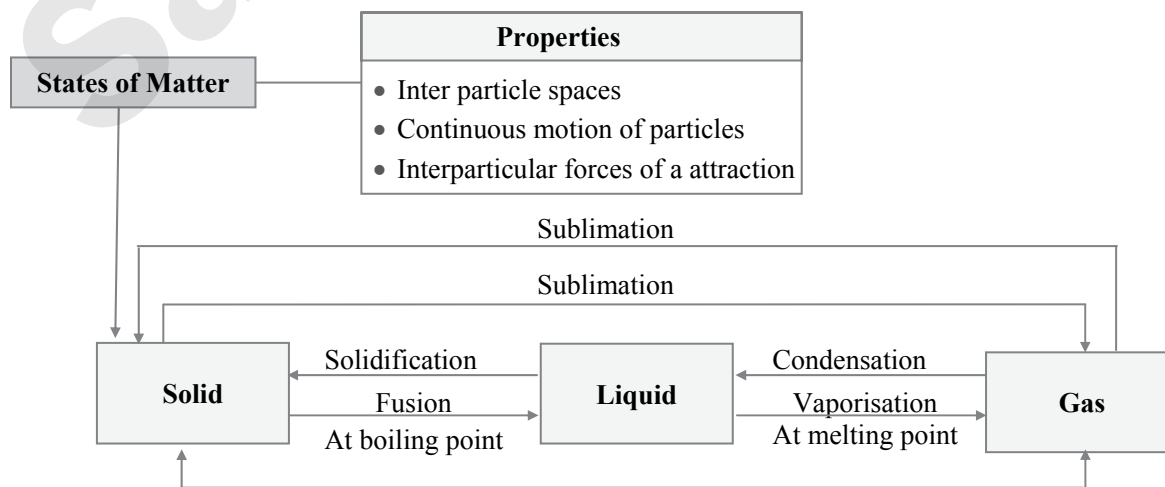 Properties
States of Matter
• Inter particle spaces
• Continuous motion of particles
• Interparticular forces of a attraction
Sublimation
Sublimation
Solidification
Condensation
Solid
Liquid
Gas
Fusion
Vaporisation
At boiling point
At melting point